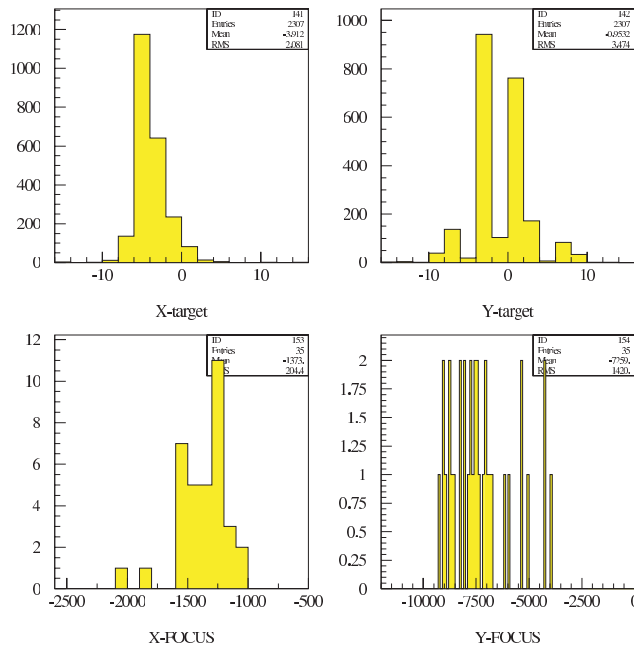 ID 141
Entries 2307
Mean -3.912
RMS 2.081
1200
1000
800
600
400
200
0
-10 0 10
X-target
ID 142
Entries 2307
Mean -0.9532
RMS 3.474
1000
800
600
400
200
0
-10 0 10
Y-target
ID 153
Entries 35
-1373.
204.4
12
10
8
6
4
2
0
-2500 -2000 -1500 -1000 -500
X-FOCUS
ID 154
Entries 35
Mean -7259.
RMS 1420.
2
1.75
1.5
1.25
1
0.75
0.5
0.25
0
-10000 -7500 -5000 -2500 0
Y-FOCUS